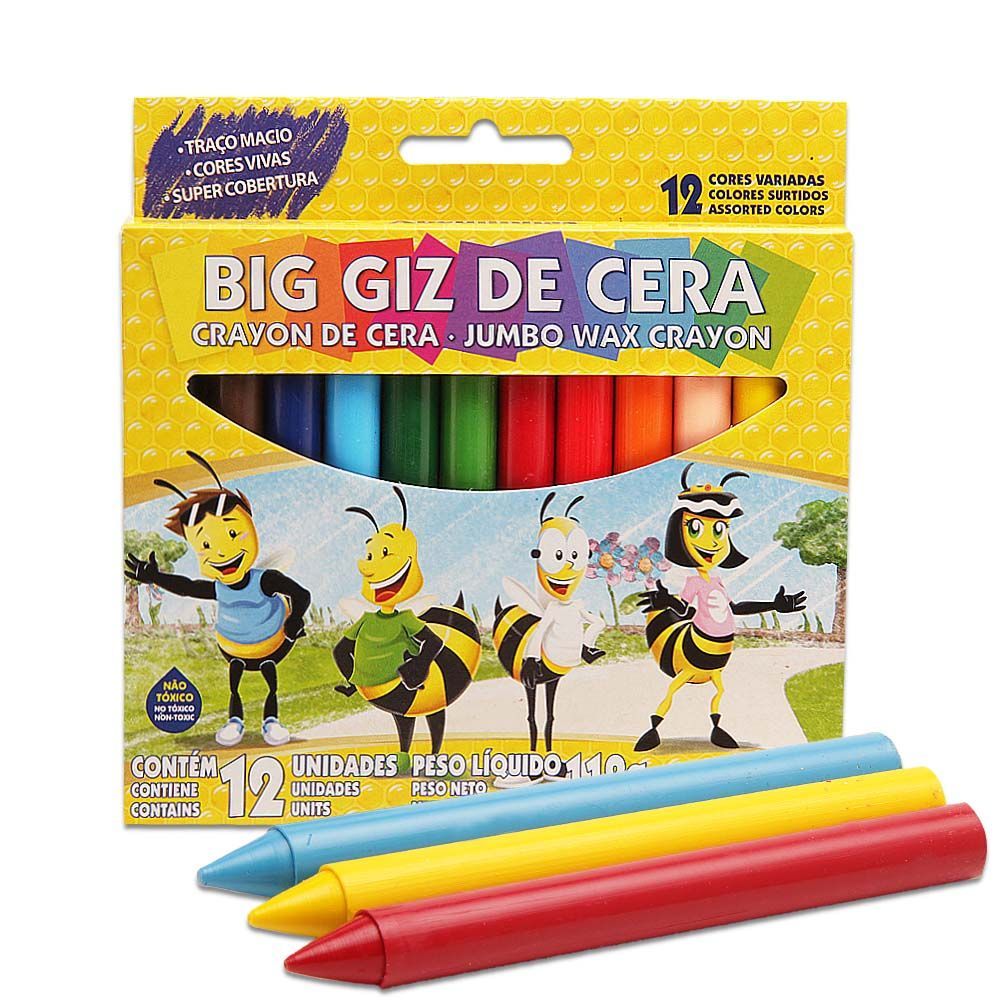 •TRAÇO MACIO
•CORES VIVAS
•SUPER COBERTURA
12 CORES VARIADAS
COLORES SURTIDOS
ASSORTED COLORS
BIG GIZ DE CERA
CRAYON DE CERA · JUMBO WAX CRAYON
NÃO
TÓXICO
NO TÓXICO
NON-TOXIC
CONTÉM
CONTIENE
CONTAINS
12
UNIDADES
UNIDADES
UNITS
PESO LÍQUIDO
PESO NETO